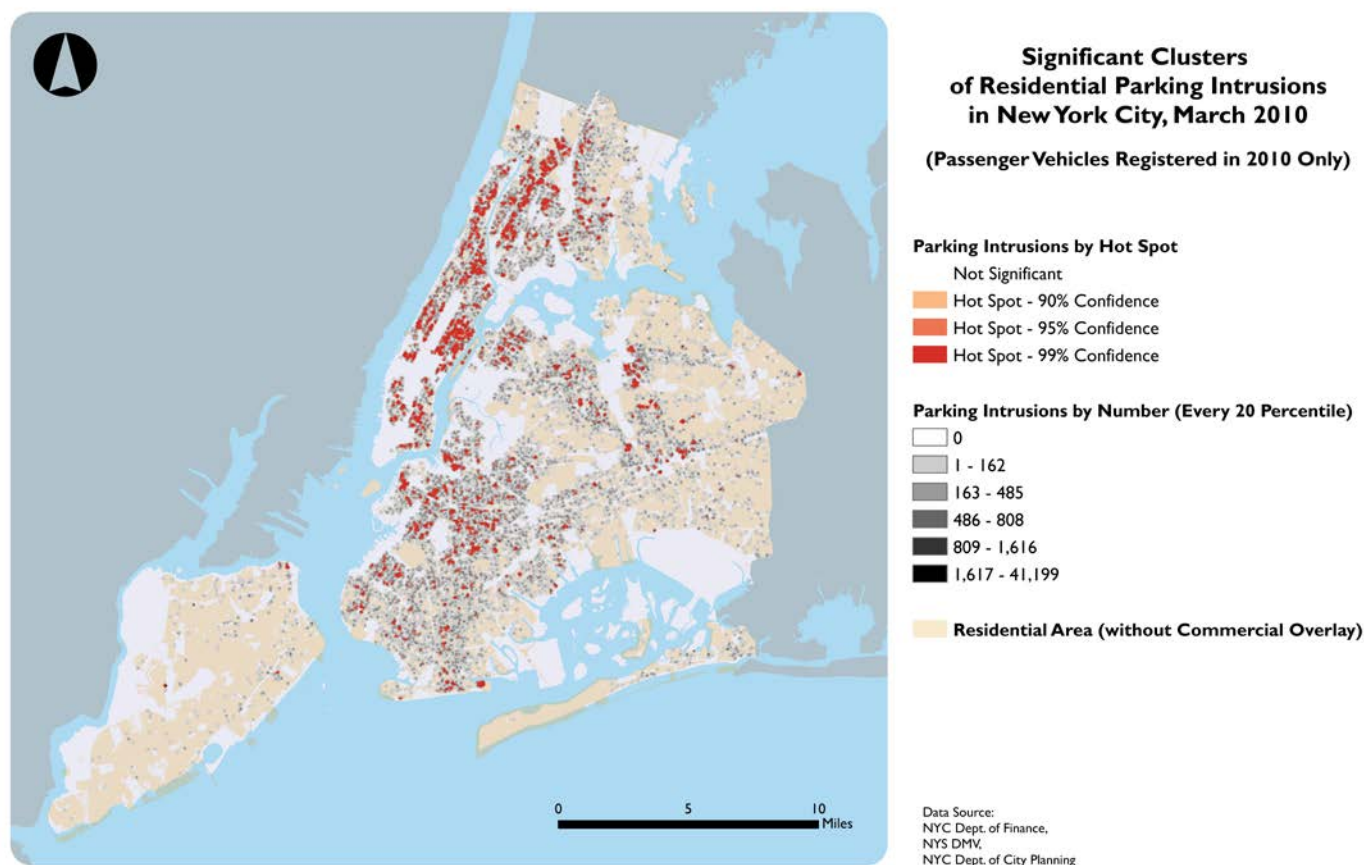 Significant Clusters
of Residential Parking Intrusions
in New York City, March 2010
(Passenger Vehicles Registered in 2010 Only)
Parking Intrusions by Hot Spot
Not Significant
Hot Spot - 90% Confidence
Hot Spot - 95% Confidence
Hot Spot - 99% Confidence
Parking Intrusions by Number (Every 20 Percentile)
0
1 - 162
163 - 485
486 - 808
809 - 1,616
1,617 - 41,199
Residential Area (without Commercial Overlay)
0 5 10
Miles
Data Source:
NYC Dept. of Finance,
NYS DMV,
NYC Dept. of City Planning